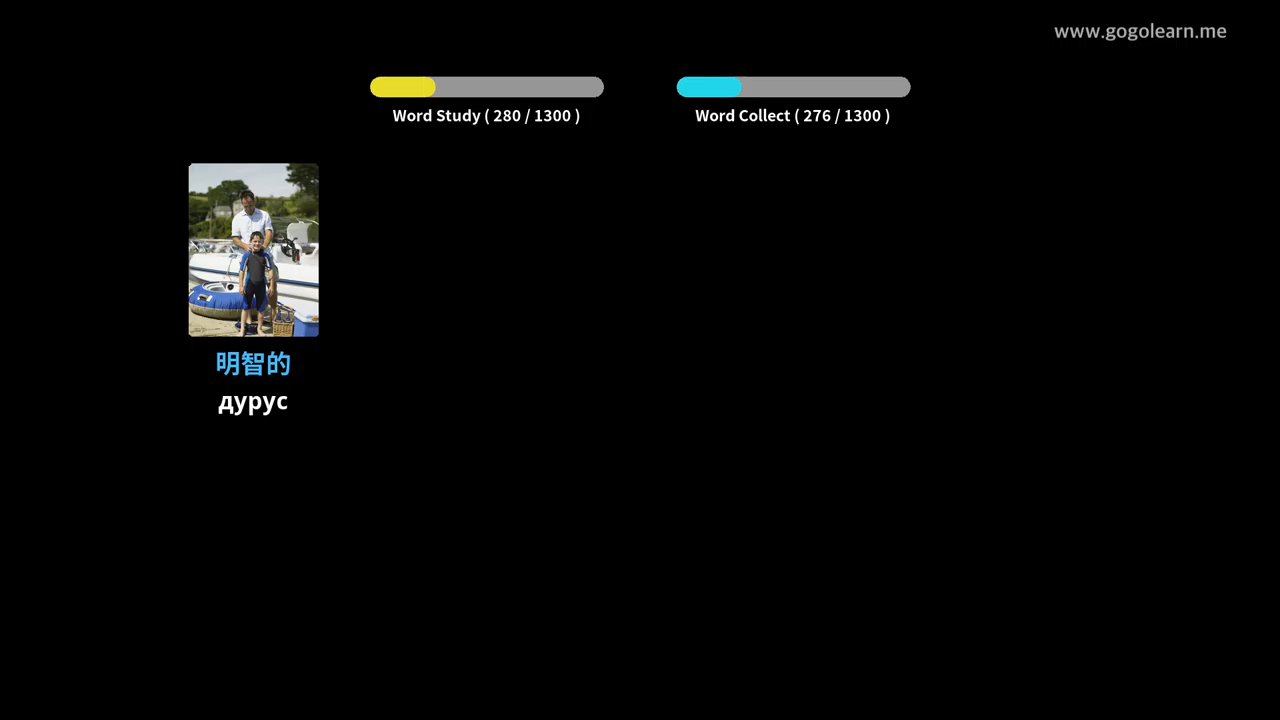 www.gogolearn.me
Word Study ( 280 / 1300 )
Word Collect ( 276 / 1300 )
明智的
дурус